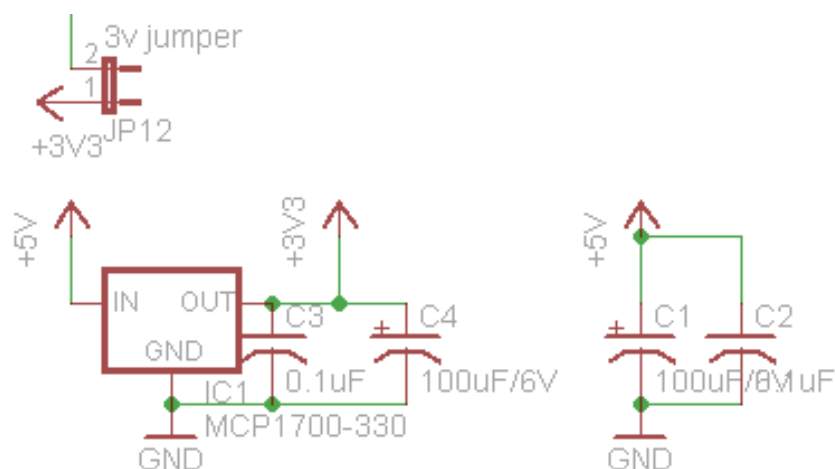 3v jumper
2
1
JP12
+3V3
+5V
+3V3
+5V
IN
OUT
GND
C3
0.1uF
C4
100uF/6V
IC1
MCP1700-330
GND
C1
C2
GND